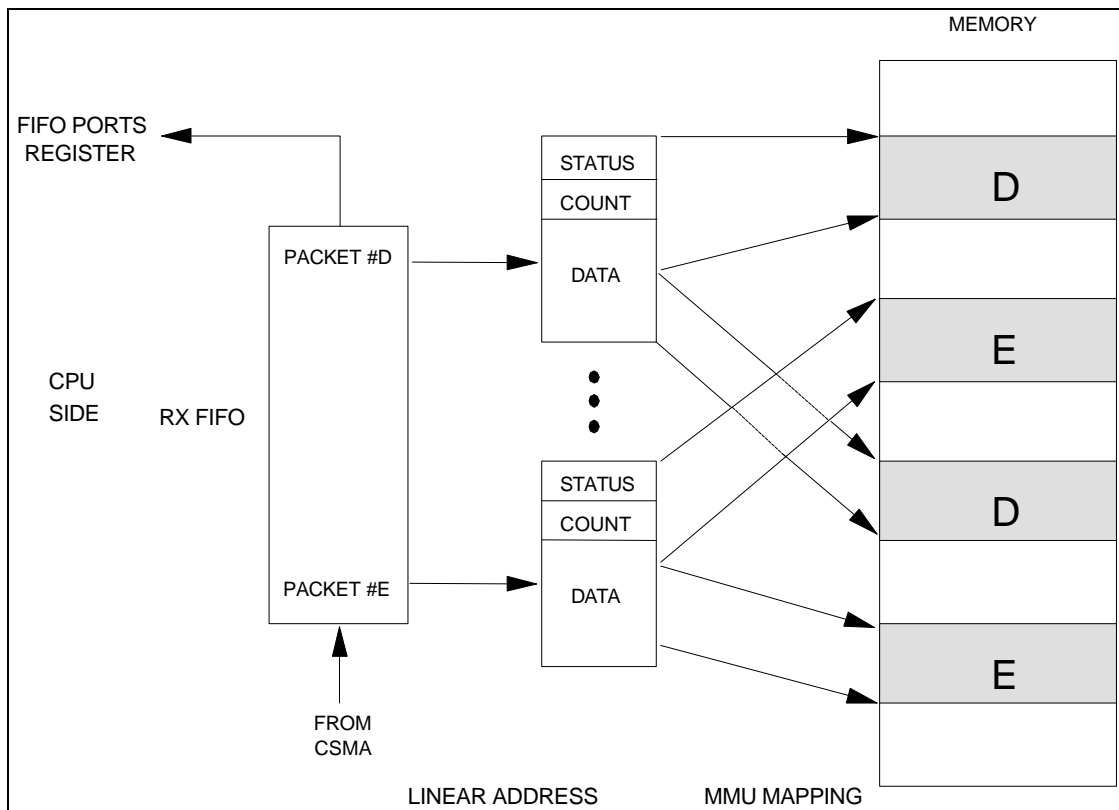 MEMORY
FIFO PORTS
REGISTER
STATUS
COUNT
DATA
D
PACKET #D
E
CPU
SIDE
RX FIFO
STATUS
COUNT
DATA
D
PACKET #E
E
FROM
CSMA
LINEAR ADDRESS
MMU MAPPING